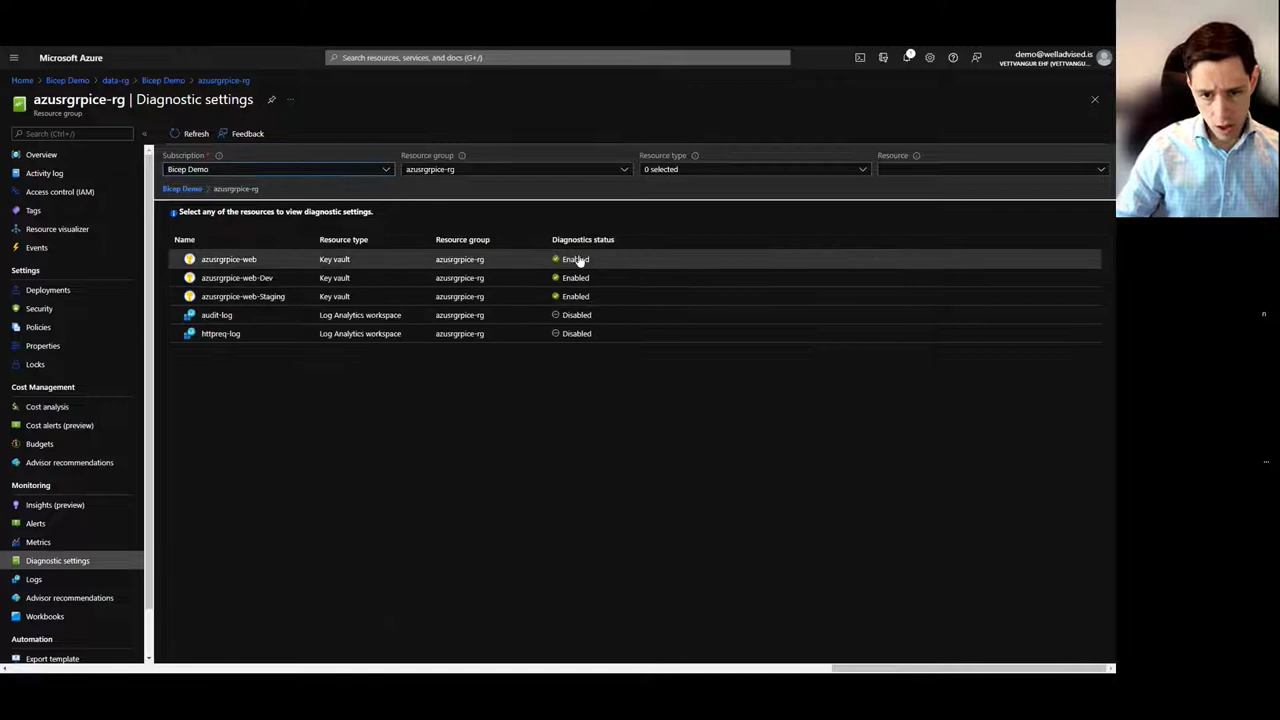 Microsoft Azure
Search resources, services, and docs (G+/)
1
demo@welladvised.is
VETTVANGUR EHF (VETTVANGU...
Home > Bicep Demo > data-rg > Bicep Demo > azusrgrpice-rg
azusrgrpice-rg | Diagnostic settings
...
Resource group
Search (Ctrl+/)
Refresh
Feedback
Overview
Activity log
Access control (IAM)
Tags
Resource visualizer
Events
Settings
Deployments
Security
Policies
Properties
Locks
Cost Management
Cost analysis
Cost alerts (preview)
Budgets
Advisor recommendations
Monitoring
Insights (preview)
Alerts
Metrics
Diagnostic settings
Logs
Advisor recommendations
Workbooks
Automation
Export template
Subscription *
Resource group
Resource type
Resource
Bicep Demo
azusrgrpice-rg
0 selected
Bicep Demo > azusrgrpice-rg
Select any of the resources to view diagnostic settings.
Name Resource type Resource group Diagnostics status
azusrgrpice-web Key vault azusrgrpice-rg Enabled
azusrgrpice-web-Dev Key vault azusrgrpice-rg Enabled
azusrgrpice-web-Staging Key vault azusrgrpice-rg Enabled
audit-log Log Analytics workspace azusrgrpice-rg Disabled
httpreq-log Log Analytics workspace azusrgrpice-rg Disabled
n
...